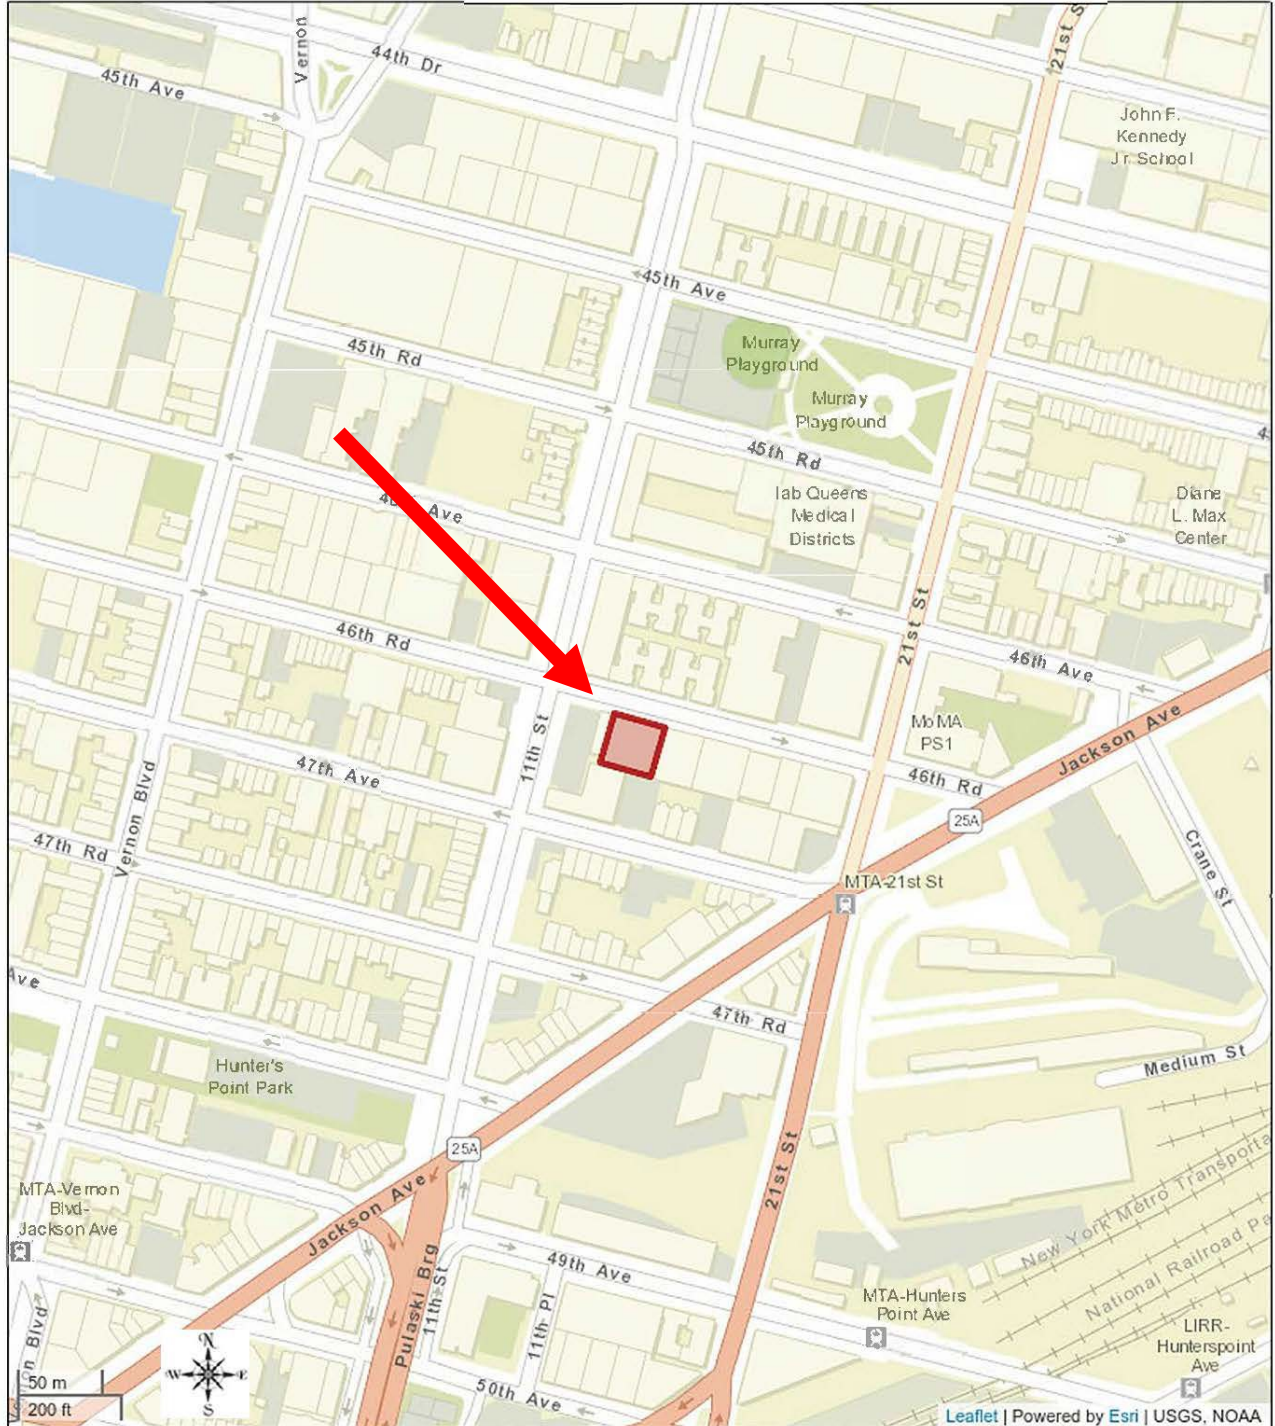 Vernon
44th Dr
21st S
45th Ave
John F.
Kennedy
Jr. School
45th Ave
45th Rd
Murray
Playground
Murray
Playground
45th Rd
Iab Queens
Medical
Districts
Diane
L. Max
Center
Ave
46th Rd
21st St
46th Ave
MoMA
PS1
Jackson Ave
11th St
47th Ave
46th Rd
25A
Vernon Blvd
47th Rd
Crane St
MTA-21st St
Ave
47th Rd
Hunter's
Point Park
Medium St
25A
21st St
MTA-Vernon
Blvd-
Jackson Ave
Jackson Ave
New York Metro Transporta
49th Ave
National Railroad Pa
Pulaski Brg
11th St
11th Pl
MTA-Hunters
Point Ave
LIRR-
Hunterspoint
Ave
non Blvd
N
W E
S
50 m
200 ft
50th Ave
Leaflet | Powered by Esri | USGS, NOAA